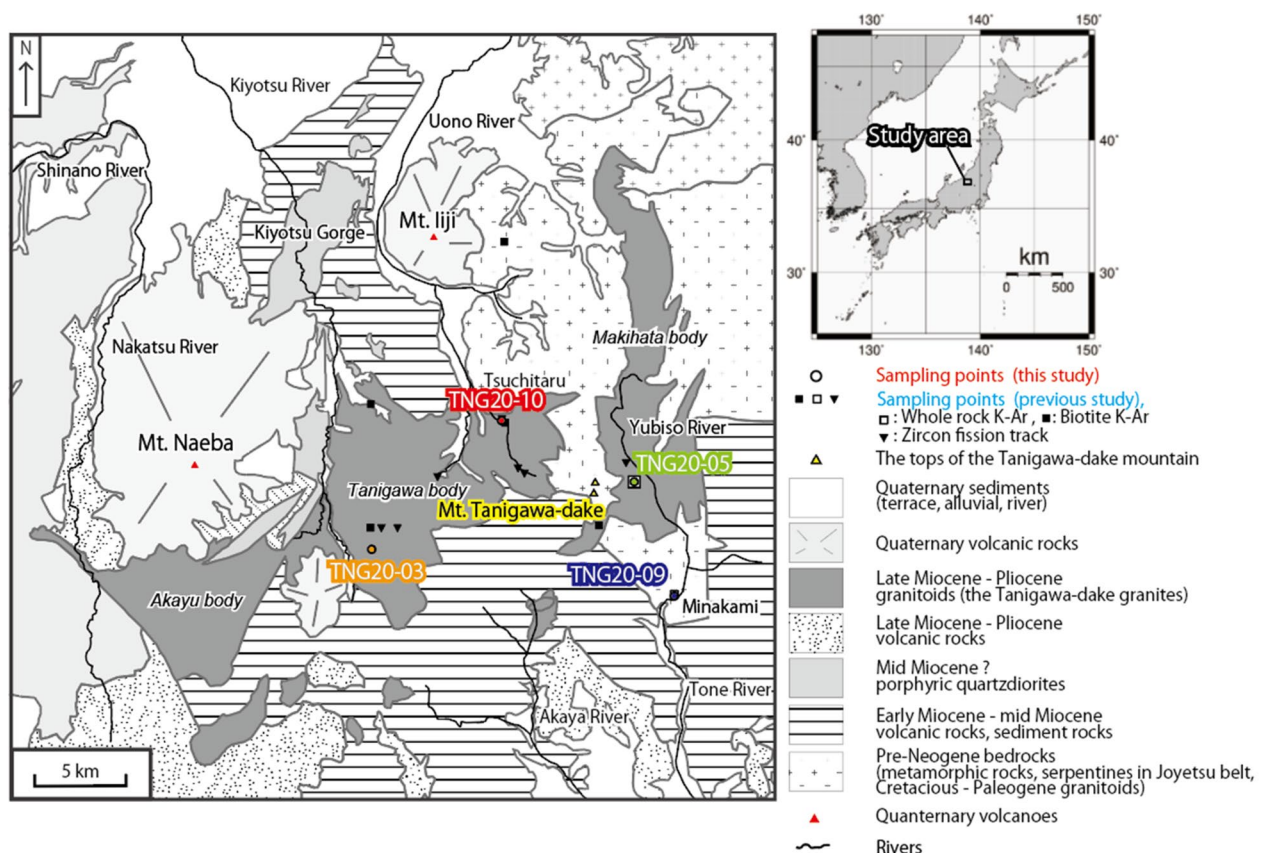 N
Kiyotsu River
Uono River
Shinano River
Mt. Iiji
Kiyotsu Gorge
Nakatsu River
Makihata body
Tsuchitaru
TNG20-10
Mt. Naeba
Yubiso River
TNG20-05
Tanigawa body
Mt. Tanigawa-dake
TNG20-03
TNG20-09
Akayu body
Minakami
Tone River
Akaya River
5 km
130˚
140˚
150˚
40˚
40˚
Study area
30˚
30˚
km
0
500
130˚
140˚
150˚
Sampling points (this study)
Sampling points (previous study),
: Whole rock K-Ar , : Biotite K-Ar
: Zircon fission track
The tops of the Tanigawa-dake mountain
Quaternary sediments
(terrace, alluvial, river)
Quaternary volcanic rocks
Late Miocene - Pliocene
granitoids (the Tanigawa-dake granites)
Late Miocene - Pliocene
volcanic rocks
Mid Miocene ?
porphyric quartzdiorites
Early Miocene - mid Miocene
volcanic rocks, sediment rocks
Pre-Neogene bedrocks
(metamorphic rocks, serpentines in Joyetsu belt,
Cretacious - Paleogene granitoids)
Quanternary volcanoes
Rivers